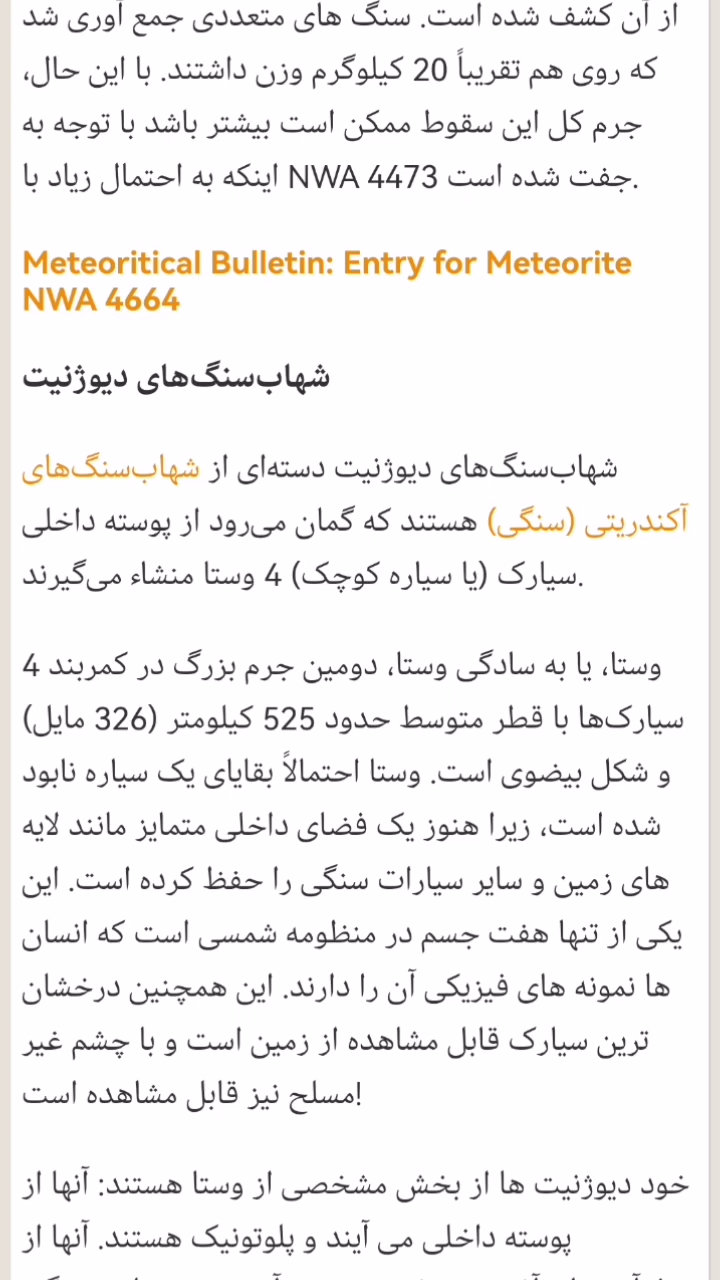 از آن کشف شده است. سنگ های متعددی جمع آوری شد
که روی هم تقریباً 20 کیلوگرم وزن داشتند. با این حال،
جرم کل این سقوط ممکن است بیشتر باشد با توجه به
اینکه به احتمال زیاد با NWA 4473 جفت شده است.
Meteoritical Bulletin: Entry for Meteorite
NWA 4664
شهاب‌سنگ‌های دیوژنیت
شهاب‌سنگ‌های دیوژنیت دسته‌ای از شهاب‌سنگ‌های
آکندریتی (سنگی) هستند که گمان می‌رود از پوسته داخلی
سیارک (یا سیاره کوچک) 4 وستا منشاء می‌گیرند.
4 وستا، یا به سادگی وستا، دومین جرم بزرگ در کمربند
سیارک‌ها با قطر متوسط حدود 525 کیلومتر (326 مایل)
و شکل بیضوی است. وستا احتمالاً بقایای یک سیاره نابود
شده است، زیرا هنوز یک فضای داخلی متمایز مانند لایه
های زمین و سایر سیارات سنگی را حفظ کرده است. این
یکی از تنها هفت جسم در منظومه شمسی است که انسان
ها نمونه های فیزیکی آن را دارند. این همچنین درخشان
ترین سیارک قابل مشاهده از زمین است و با چشم غیر
مسلح نیز قابل مشاهده است!
خود دیوژنیت ها از بخش مشخصی از وستا هستند: آنها از
پوسته داخلی می آیند و پلوتونیک هستند. آنها از